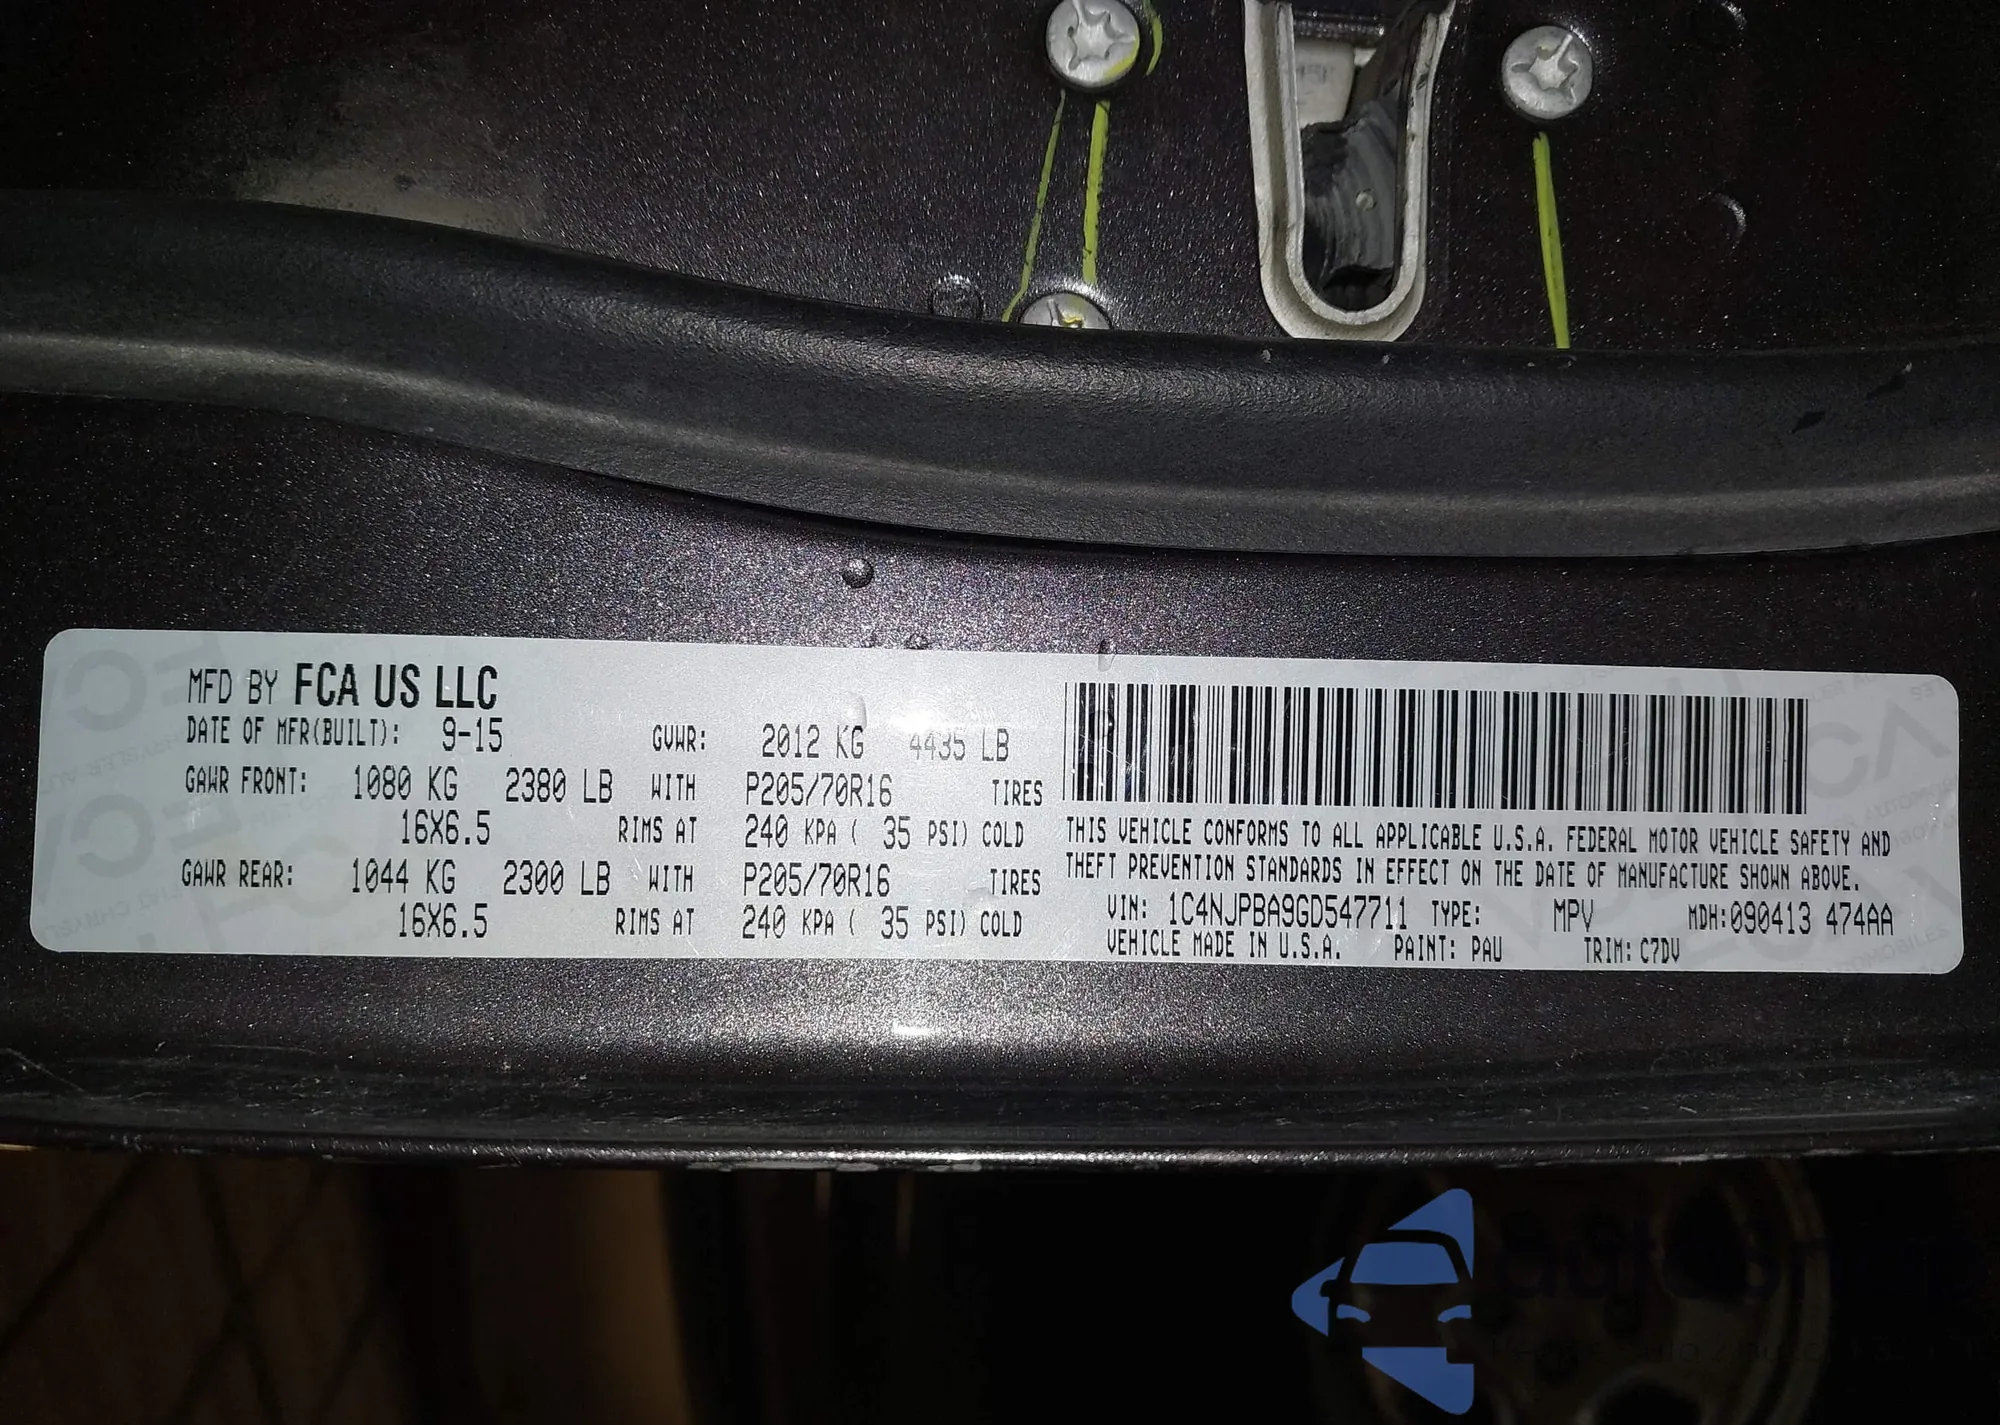 MFD BY FCA US LLC
DATE OF MFR(BUILT): 9-15 GVWR: 2012 KG 4435 LB
GAWR FRONT: 1080 KG 2380 LB WITH P205/70R16 TIRES
16X6.5 RIMS AT 240 KPA ( 35 PSI) COLD
GAWR REAR: 1044 KG 2300 LB WITH P205/70R16 TIRES
16X6.5 RIMS AT 240 KPA ( 35 PSI) COLD
THIS VEHICLE CONFORMS TO ALL APPLICABLE U.S.A. FEDERAL MOTOR VEHICLE SAFETY AND
THEFT PREVENTION STANDARDS IN EFFECT ON THE DATE OF MANUFACTURE SHOWN ABOVE.
VIN: 1C4NJPBA9GD547711 TYPE: MPV MDH:090413 474AA
VEHICLE MADE IN U.S.A. PAINT: PAU TRIM: C7DV